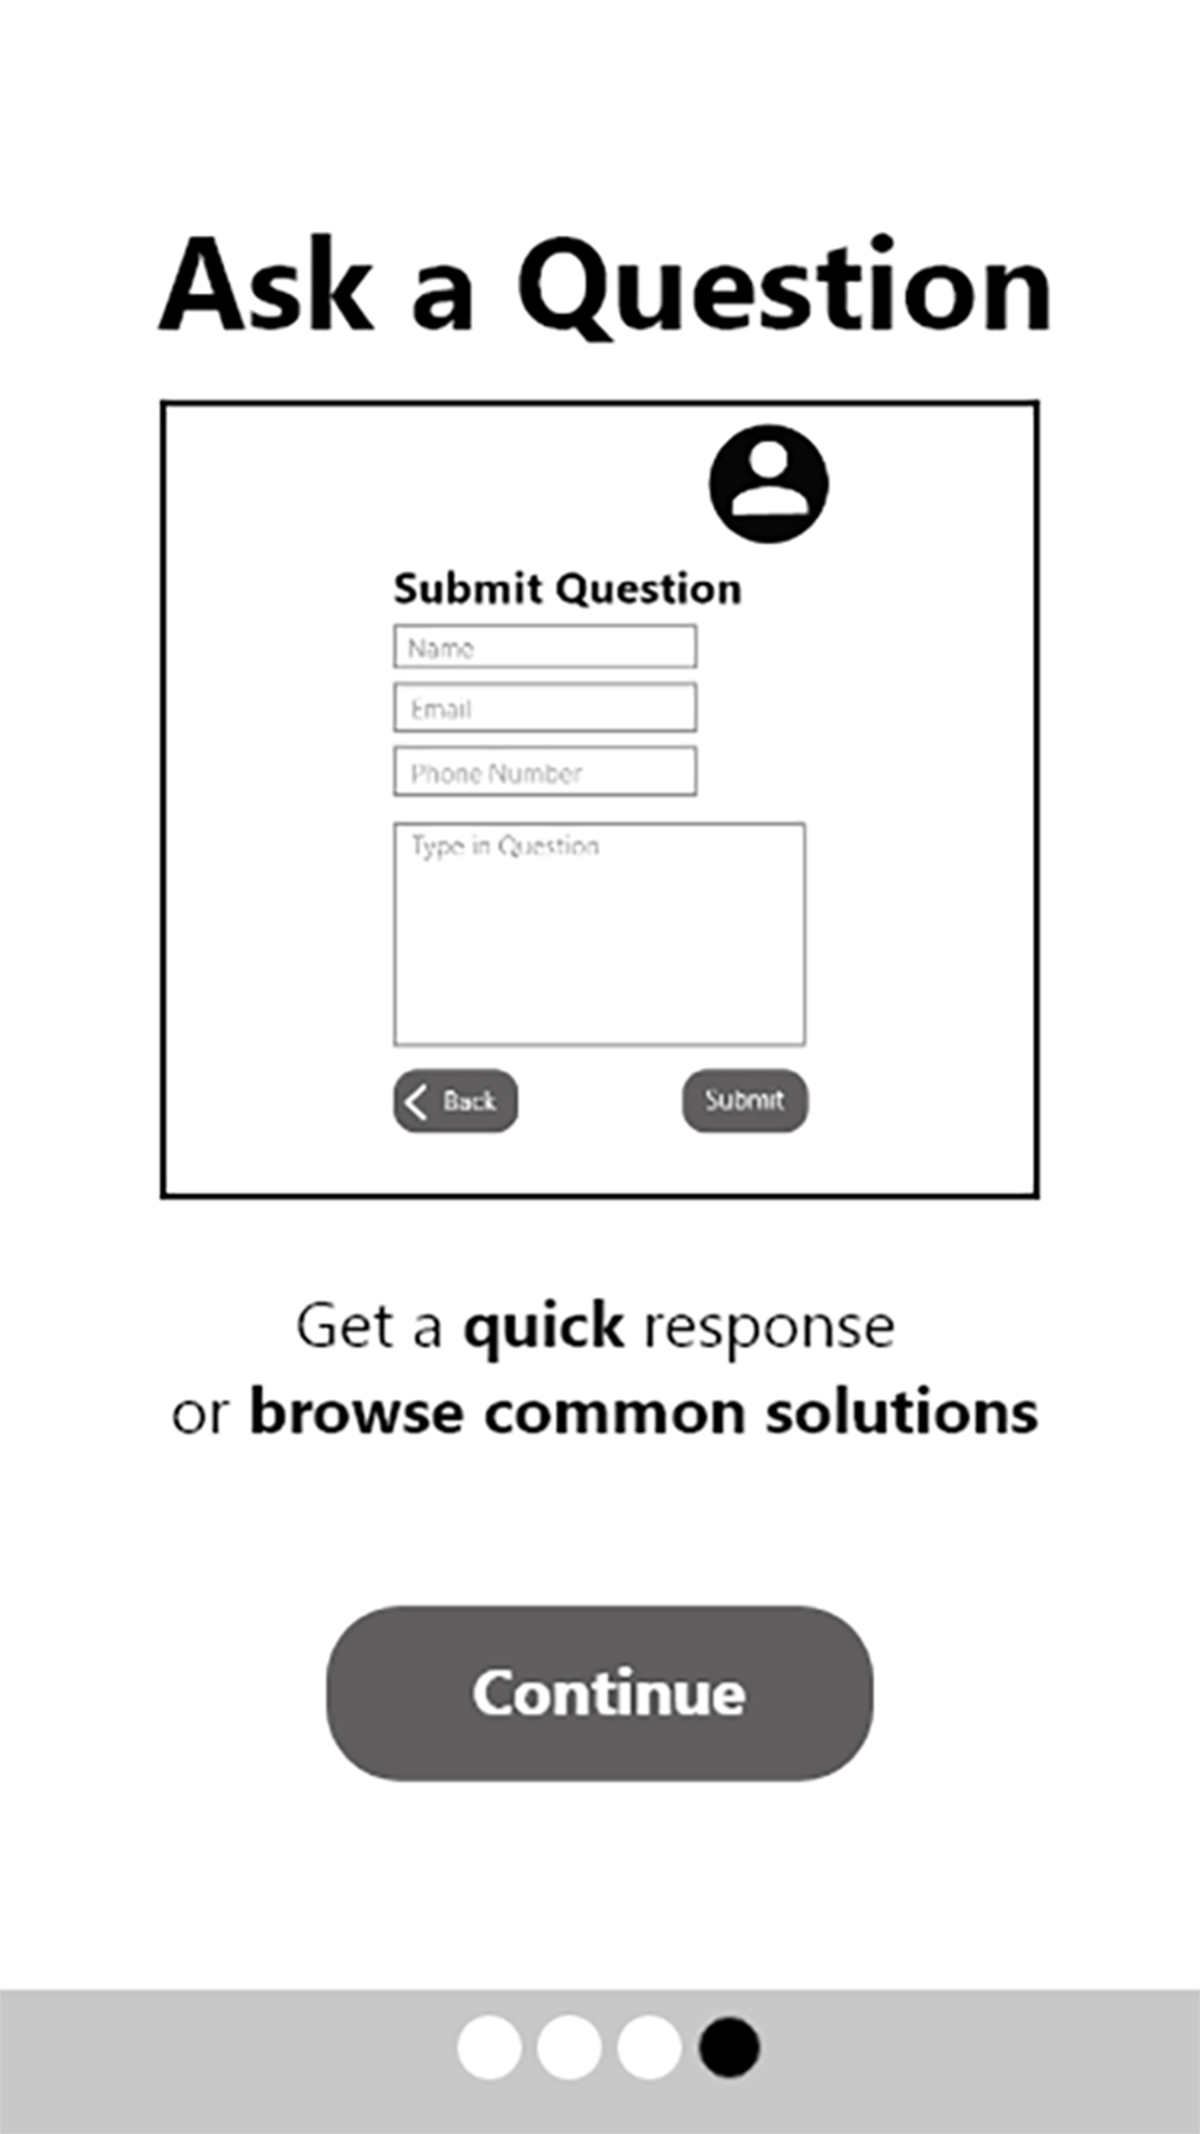 Ask a Question
Submit Question
Name
Email
Phone Number
Type in Question
Back
Submit
Get a quick response
or browse common solutions
Continue